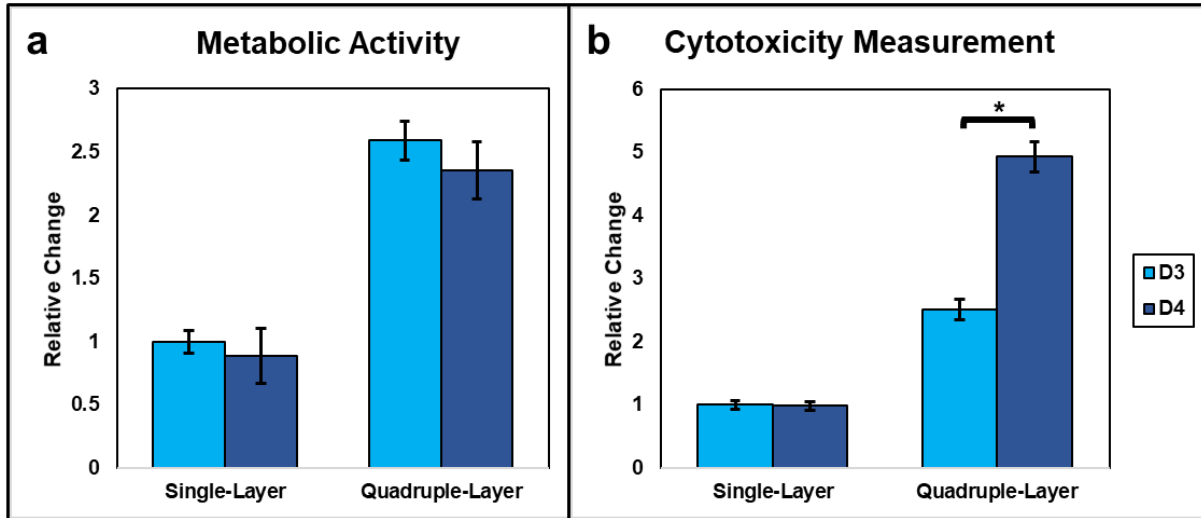 a
Metabolic Activity
Relative Change
3
2.5
2
1.5
1
0.5
0
Single-Layer
Quadruple-Layer
b
Cytotoxicity Measurement
Relative Change
6
5
4
3
2
1
0
*
Single-Layer
Quadruple-Layer
D3
D4